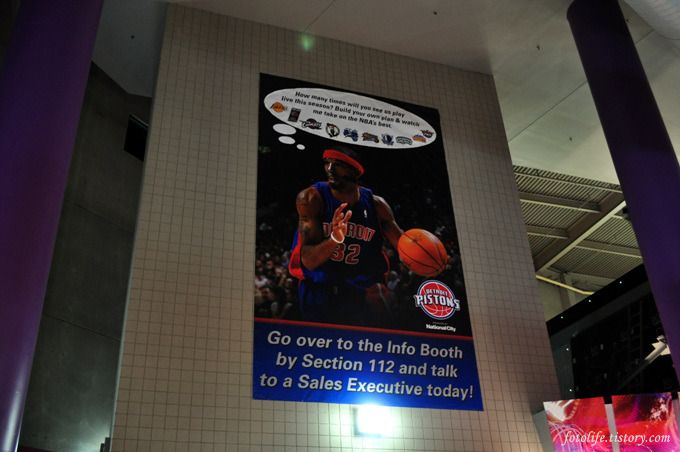 How many times will you see us play
live this season? Build your own plan & watch
me take on the NBA's best.
CELTICS
DETROIT
32
DETROIT
PISTONS
National City
Go over to the Info Booth
by Section 112 and talk
to a Sales Executive today!
fotolife.tistory.com